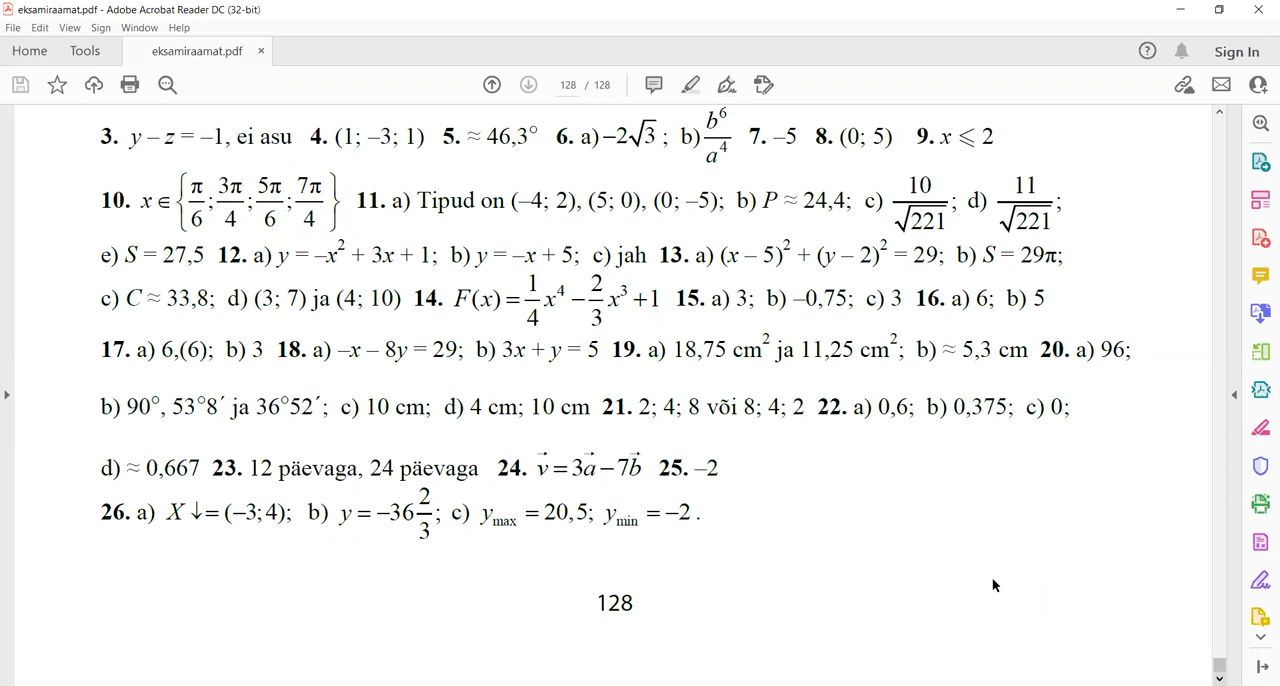 eksamiraamat.pdf - Adobe Acrobat Reader DC (32-bit)
File Edit View Sign Window Help
Home Tools eksamiraamat.pdf × Sign In
128 / 128
3. y – z = –1, ei asu 4. (1; –3; 1) 5. ≈ 46,3° 6. a) –2√3 ; b) b⁶/a⁴ 7. –5 8. (0; 5) 9. x ⩽ 2
10. x ∈ {π/6; 3π/4; 5π/6; 7π/4} 11. a) Tipud on (–4; 2), (5; 0), (0; –5); b) P ≈ 24,4; c) 10/√221; d) 11/√221;
e) S = 27,5 12. a) y = –x² + 3x + 1; b) y = –x + 5; c) jah 13. a) (x – 5)² + (y – 2)² = 29; b) S = 29π;
c) C ≈ 33,8; d) (3; 7) ja (4; 10) 14. F(x) = 1/4 x⁴ – 2/3 x³ + 1 15. a) 3; b) –0,75; c) 3 16. a) 6; b) 5
17. a) 6,(6); b) 3 18. a) –x – 8y = 29; b) 3x + y = 5 19. a) 18,75 cm² ja 11,25 cm²; b) ≈ 5,3 cm 20. a) 96;
b) 90°, 53°8′ ja 36°52′; c) 10 cm; d) 4 cm; 10 cm 21. 2; 4; 8 või 8; 4; 2 22. a) 0,6; b) 0,375; c) 0;
d) ≈ 0,667 23. 12 päevaga, 24 päevaga 24. v⃗ = 3a⃗ – 7b⃗ 25. –2
26. a) X↓ = (–3; 4); b) y = –36 2/3; c) yₘₐₓ = 20,5; yₘᵢₙ = –2 .
128